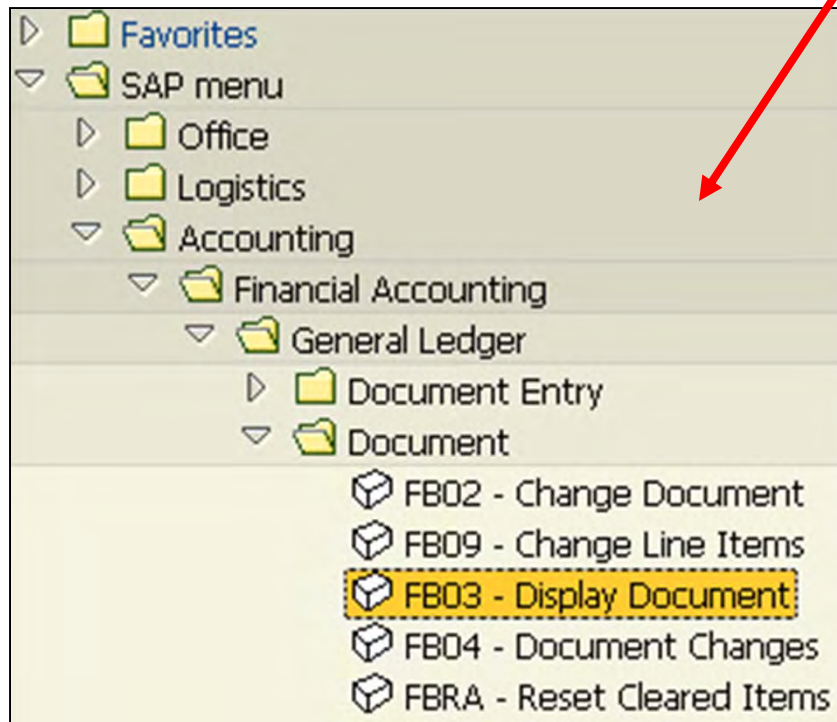 Favorites
SAP menu
Office
Logistics
Accounting
Financial Accounting
General Ledger
Document Entry
Document
FB02 - Change Document
FB09 - Change Line Items
FB03 - Display Document
FB04 - Document Changes
FBRA - Reset Cleared Items